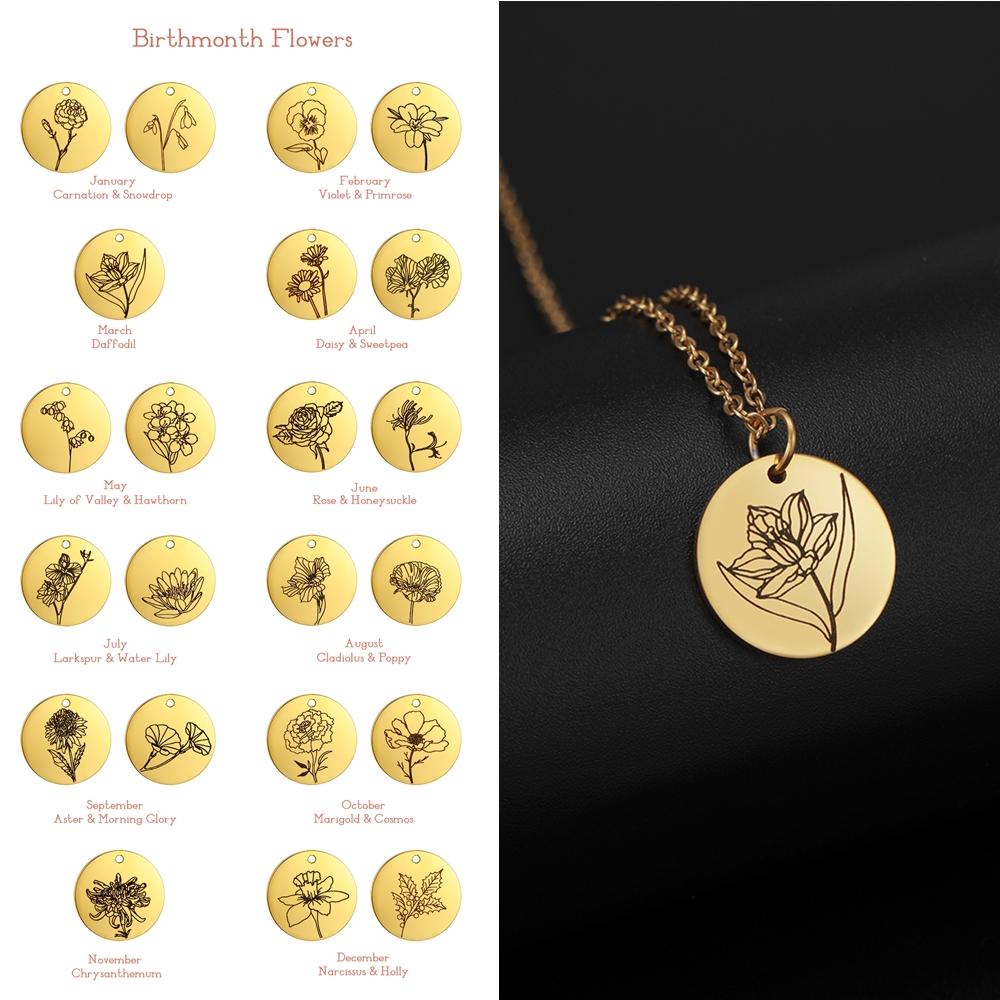 Birthmonth Flowers
January
Carnation & Snowdrop
February
Violet & Primrose
March
Daffodil
April
Daisy & Sweetpea
May
Lily of Valley & Hawthorn
June
Rose & Honeysuckle
July
Larkspur & Water Lily
August
Gladiolus & Poppy
September
Aster & Morning Glory
October
Marigold & Cosmos
November
Chrysanthemum
December
Narcissus & Holly